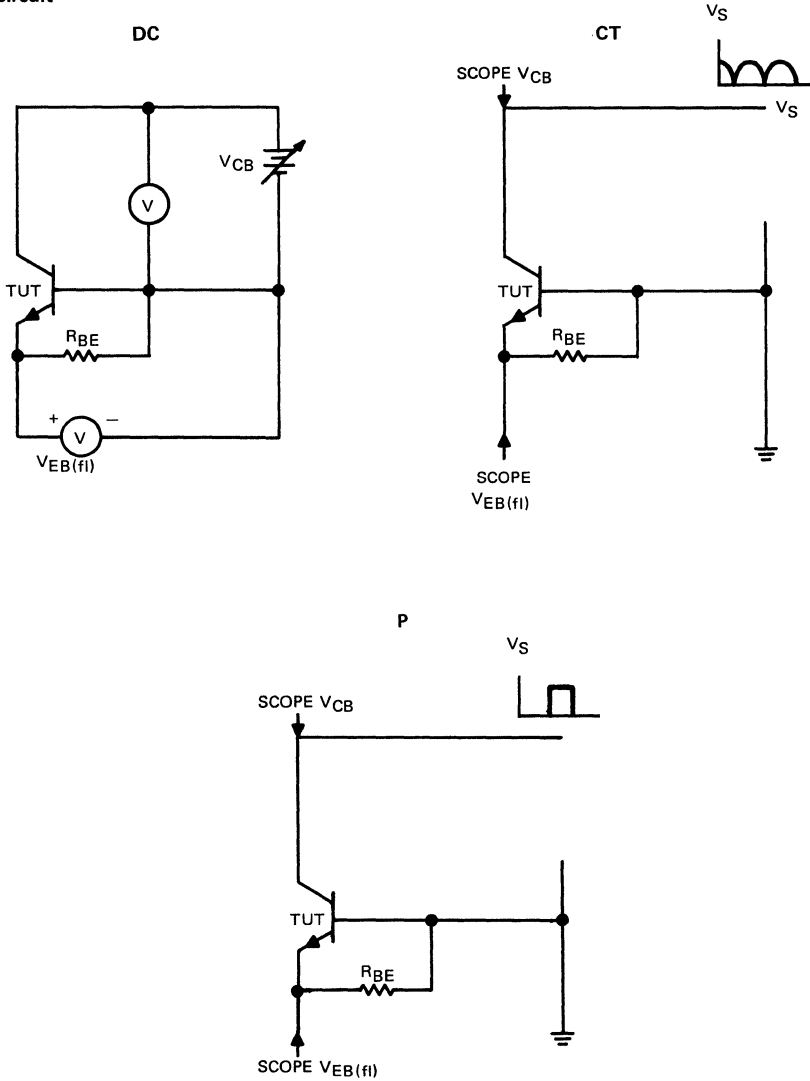 DC
CT
VS
SCOPE VCB
VS
VCB
V
TUT
RBE
+ V −
VEB(fl)
TUT
RBE
SCOPE
VEB(fl)
P
VS
SCOPE VCB
TUT
RBE
SCOPE VEB(fl)